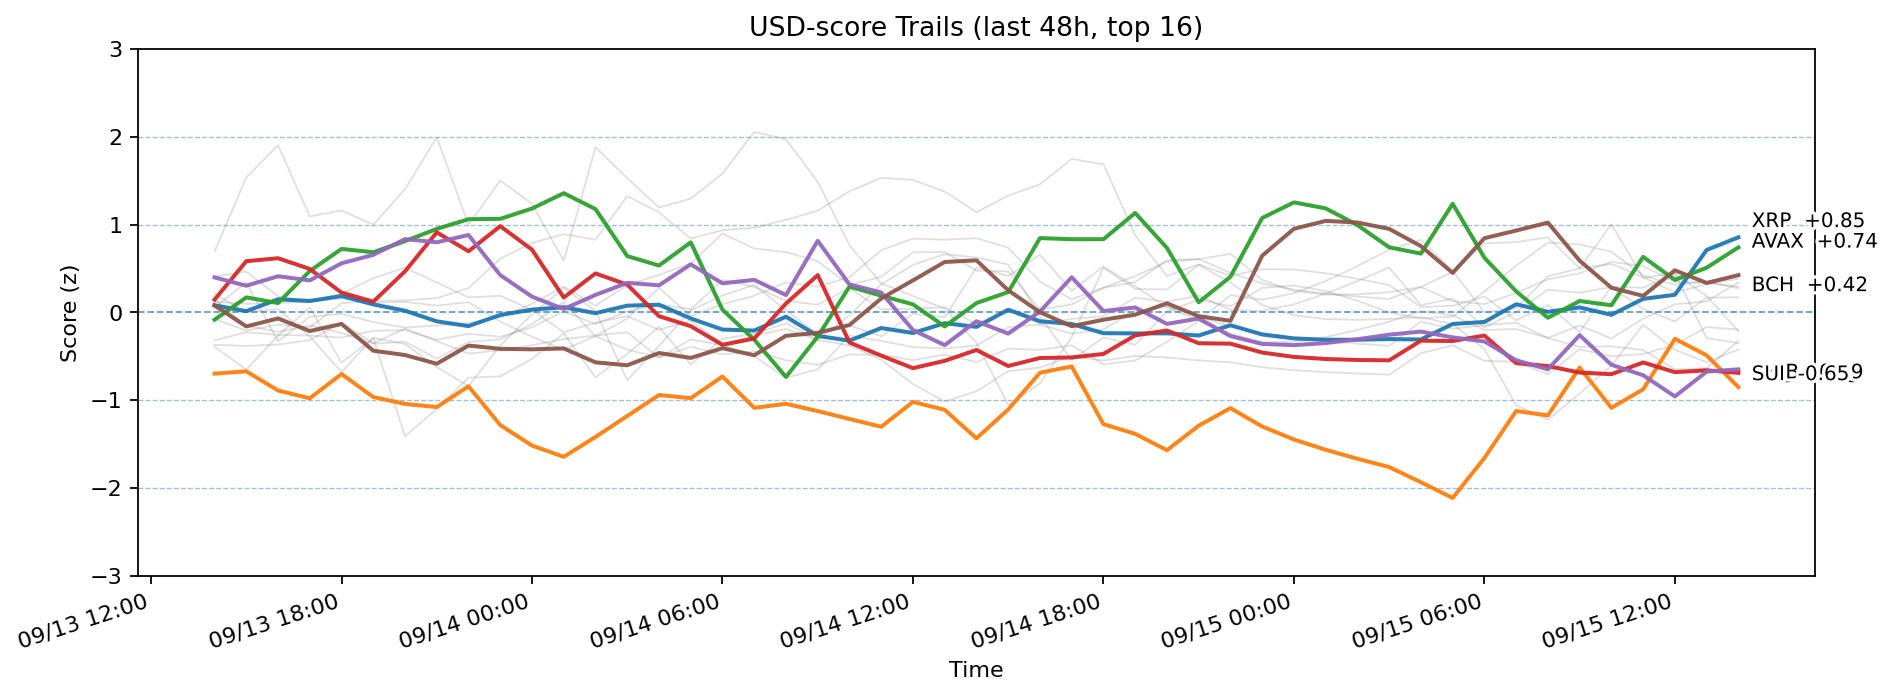 USD-score Trails (last 48h, top 16)
Score (z)
3
2
1
0
−1
−2
−3
XRP +0.85
AVAX +0.74
BCH +0.42
SUI
09/13 12:00
09/13 18:00
09/14 00:00
09/14 06:00
09/14 12:00
09/14 18:00
09/15 00:00
09/15 06:00
09/15 12:00
Time